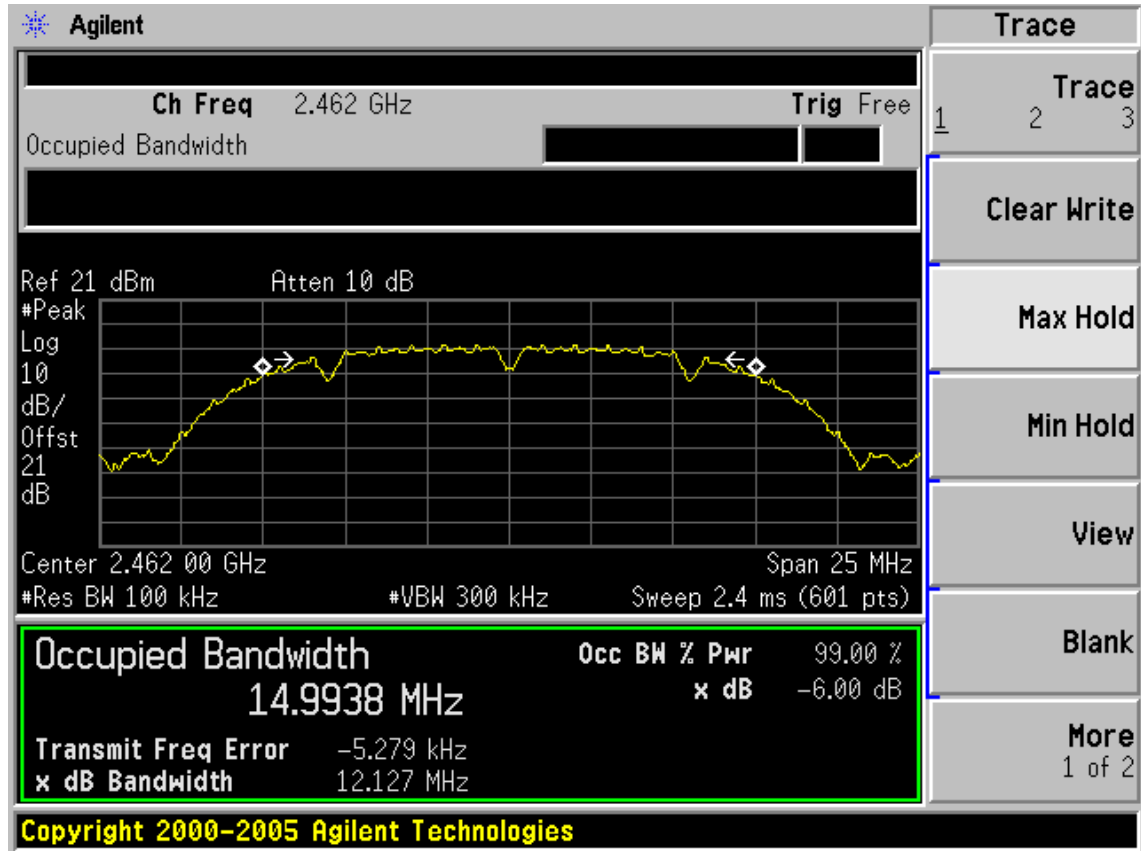 Agilent
Trace
Ch Freq 2.462 GHz Trig Free
Occupied Bandwidth
Trace
1 2 3
Clear Write
Max Hold
Min Hold
View
Blank
More
1 of 2
Ref 21 dBm Atten 10 dB
#Peak
Log
10
dB/
Offst
21
dB
Center 2.462 00 GHz Span 25 MHz
#Res BW 100 kHz #VBW 300 kHz Sweep 2.4 ms (601 pts)
Occupied Bandwidth Occ BW % Pwr 99.00 %
14.9938 MHz x dB -6.00 dB
Transmit Freq Error -5.279 kHz
x dB Bandwidth 12.127 MHz
Copyright 2000-2005 Agilent Technologies